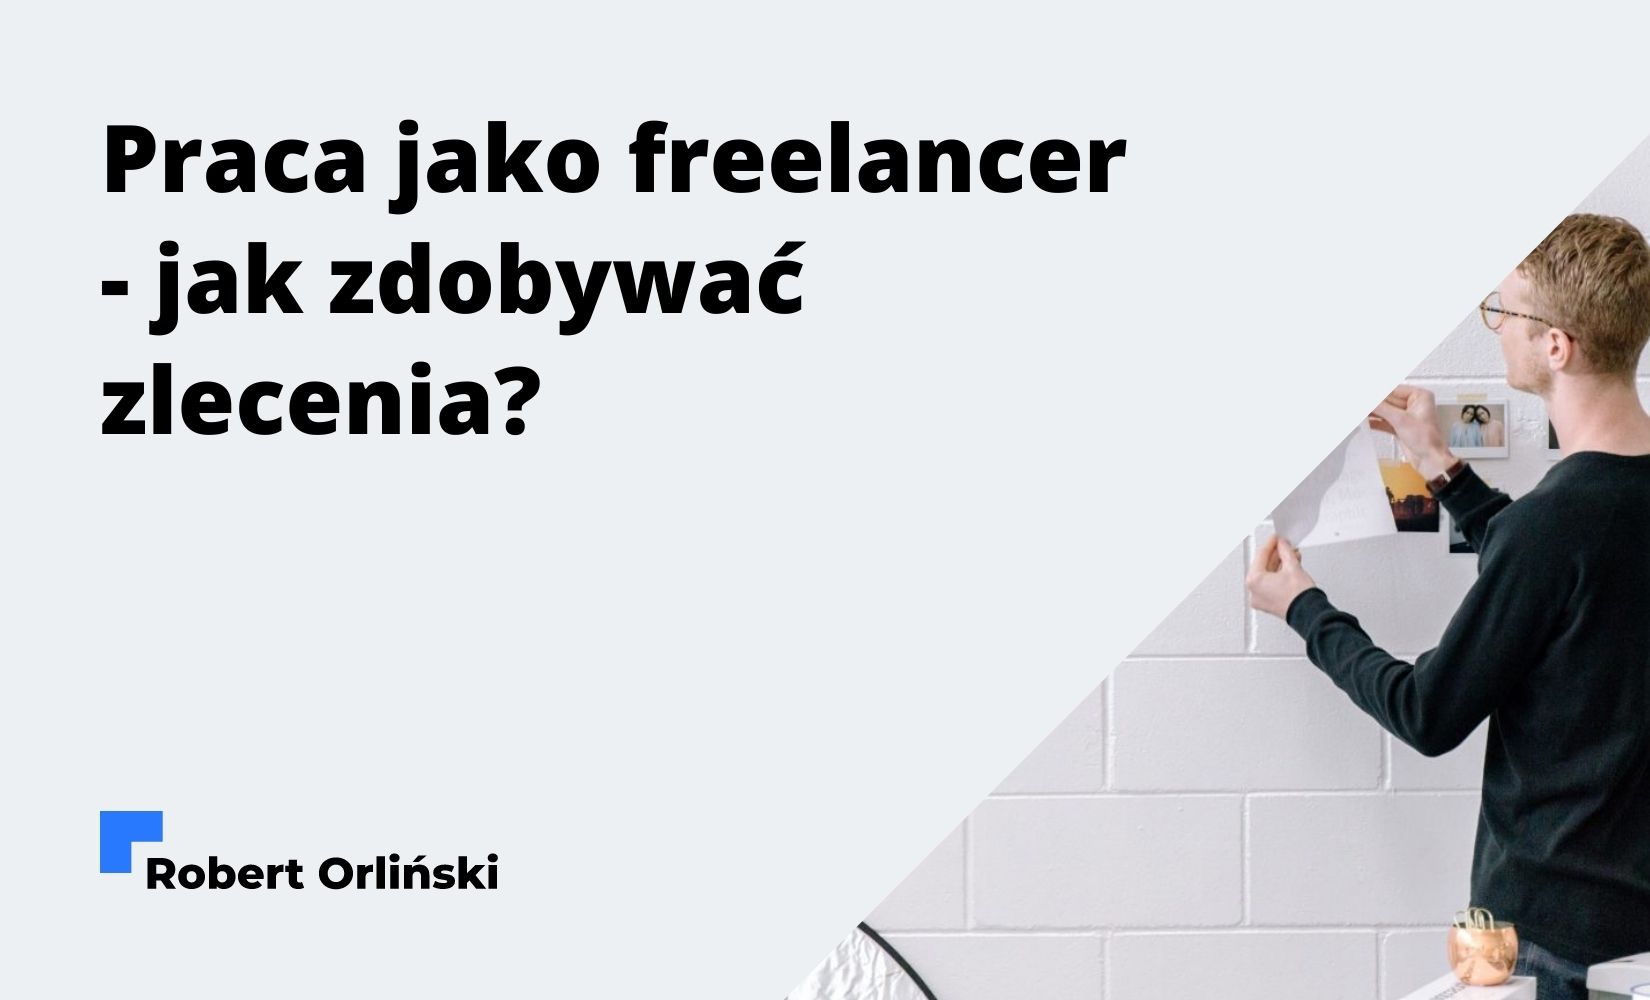 Praca jako freelancer
- jak zdobywać
zlecenia?
Robert Orliński